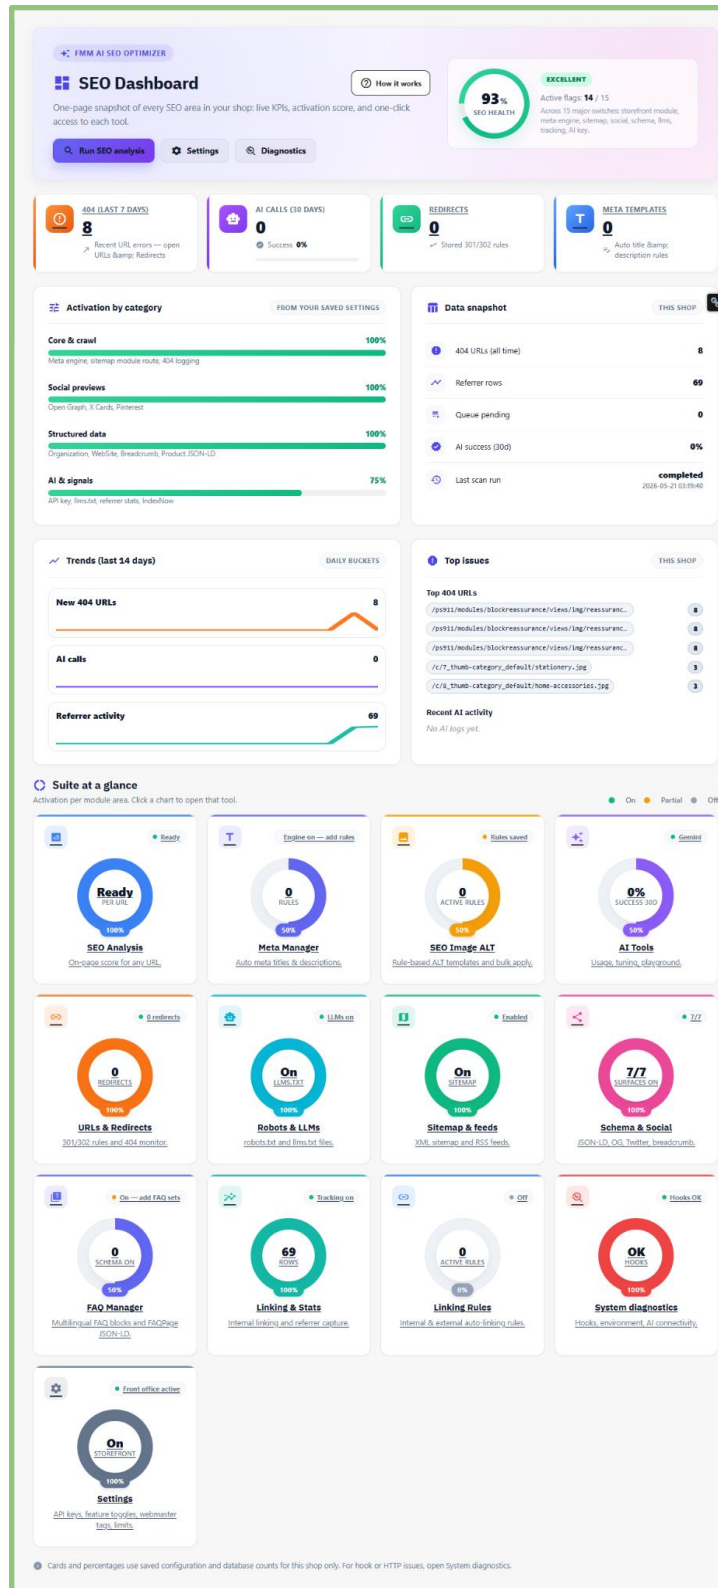 FMM AI SEO OPTIMIZER
SEO Dashboard
How it works
One-page snapshot of every SEO area in your shop: live KPIs, activation score, and one-click
access to each tool.
Run SEO analysis
Settings
Diagnostics
93%
SEO HEALTH
EXCELLENT
Active flags: 14 / 15
Across 15 major switches: storefront module,
meta engine, sitemap, social, schema, llms,
tracking, AI key.
404 (LAST 7 DAYS)
8
Recent URL errors — open
URLs &amp; Redirects
AI CALLS (30 DAYS)
0
Success 0%
REDIRECTS
0
Stored 301/302 rules
META TEMPLATES
0
Auto title &amp;
description rules
Activation by category
FROM YOUR SAVED SETTINGS
Core & crawl
100%
Meta engine, sitemap module route, 404 logging
Social previews
100%
Open Graph, X Cards, Pinterest
Structured data
100%
Organization, WebSite, Breadcrumb, Product JSON-LD
AI & signals
75%
API key, llms.txt, referrer stats, IndexNow
Data snapshot
THIS SHOP
404 URLs (all time)
8
Referrer rows
69
Queue pending
0
AI success (30d)
0%
Last scan run
completed
2026-05-21 03:19:40
Trends (last 14 days)
DAILY BUCKETS
New 404 URLs
8
AI calls
0
Referrer activity
69
Top issues
THIS SHOP
Top 404 URLs
/ps911/modules/blockreassurance/views/img/reassuranc…
8
/ps911/modules/blockreassurance/views/img/reassuranc…
8
/ps911/modules/blockreassurance/views/img/reassuranc…
8
/c/7_thumb-category_default/stationery.jpg
3
/c/8_thumb-category_default/home-accessories.jpg
3
Recent AI activity
No AI logs yet.
Suite at a glance
Activation per module area. Click a chart to open that tool.
On
Partial
Off
Ready
Ready
PER URL
100%
SEO Analysis
On-page score for any URL.
Engine on — add rules
0
RULES
50%
Meta Manager
Auto meta titles & descriptions.
Rules saved
0
ACTIVE RULES
50%
SEO Image ALT
Rule-based ALT templates and bulk apply.
Gemini
0%
SUCCESS 30D
50%
AI Tools
Usage, tuning, playground.
0 redirects
0
REDIRECTS
100%
URLs & Redirects
301/302 rules and 404 monitor.
LLMs on
On
LLMS.TXT
100%
Robots & LLMs
robots.txt and llms.txt files.
Enabled
On
SITEMAP
100%
Sitemap & feeds
XML sitemap and RSS feeds.
7/7
7/7
SURFACES ON
100%
Schema & Social
JSON-LD, OG, Twitter, breadcrumb.
On — add FAQ sets
0
SCHEMA ON
50%
FAQ Manager
Multilingual FAQ blocks and FAQPage
JSON-LD.
Tracking on
69
ROWS
100%
Linking & Stats
Internal linking and referrer capture.
Off
0
ACTIVE RULES
0%
Linking Rules
Internal & external auto-linking rules.
Hooks OK
OK
HOOKS
100%
System diagnostics
Hooks, environment, AI connectivity.
Front office active
On
STOREFRONT
100%
Settings
API keys, feature toggles, webmaster
tags, limits.
Cards and percentages use saved configuration and database counts for this shop only. For hook or HTTP issues, open System diagnostics.